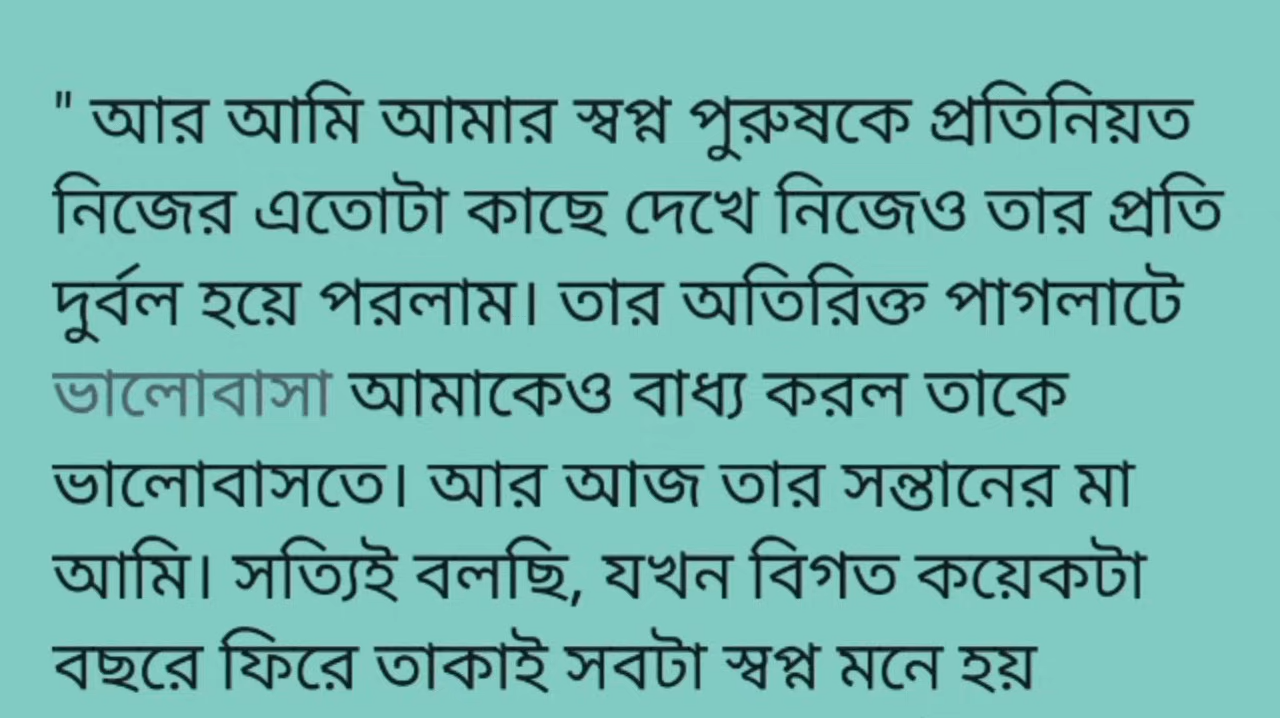 " আর আমি আমার স্বপ্ন পুরুষকে প্রতিনিয়ত
নিজের এতোটা কাছে দেখে নিজেও তার প্রতি
দুর্বল হয়ে পরলাম। তার অতিরিক্ত পাগলাটে
ভালোবাসা আমাকেও বাধ্য করল তাকে
ভালোবাসতে। আর আজ তার সন্তানের মা
আমি। সত্যিই বলছি, যখন বিগত কয়েকটা
বছরে ফিরে তাকাই সবটা স্বপ্ন মনে হয়